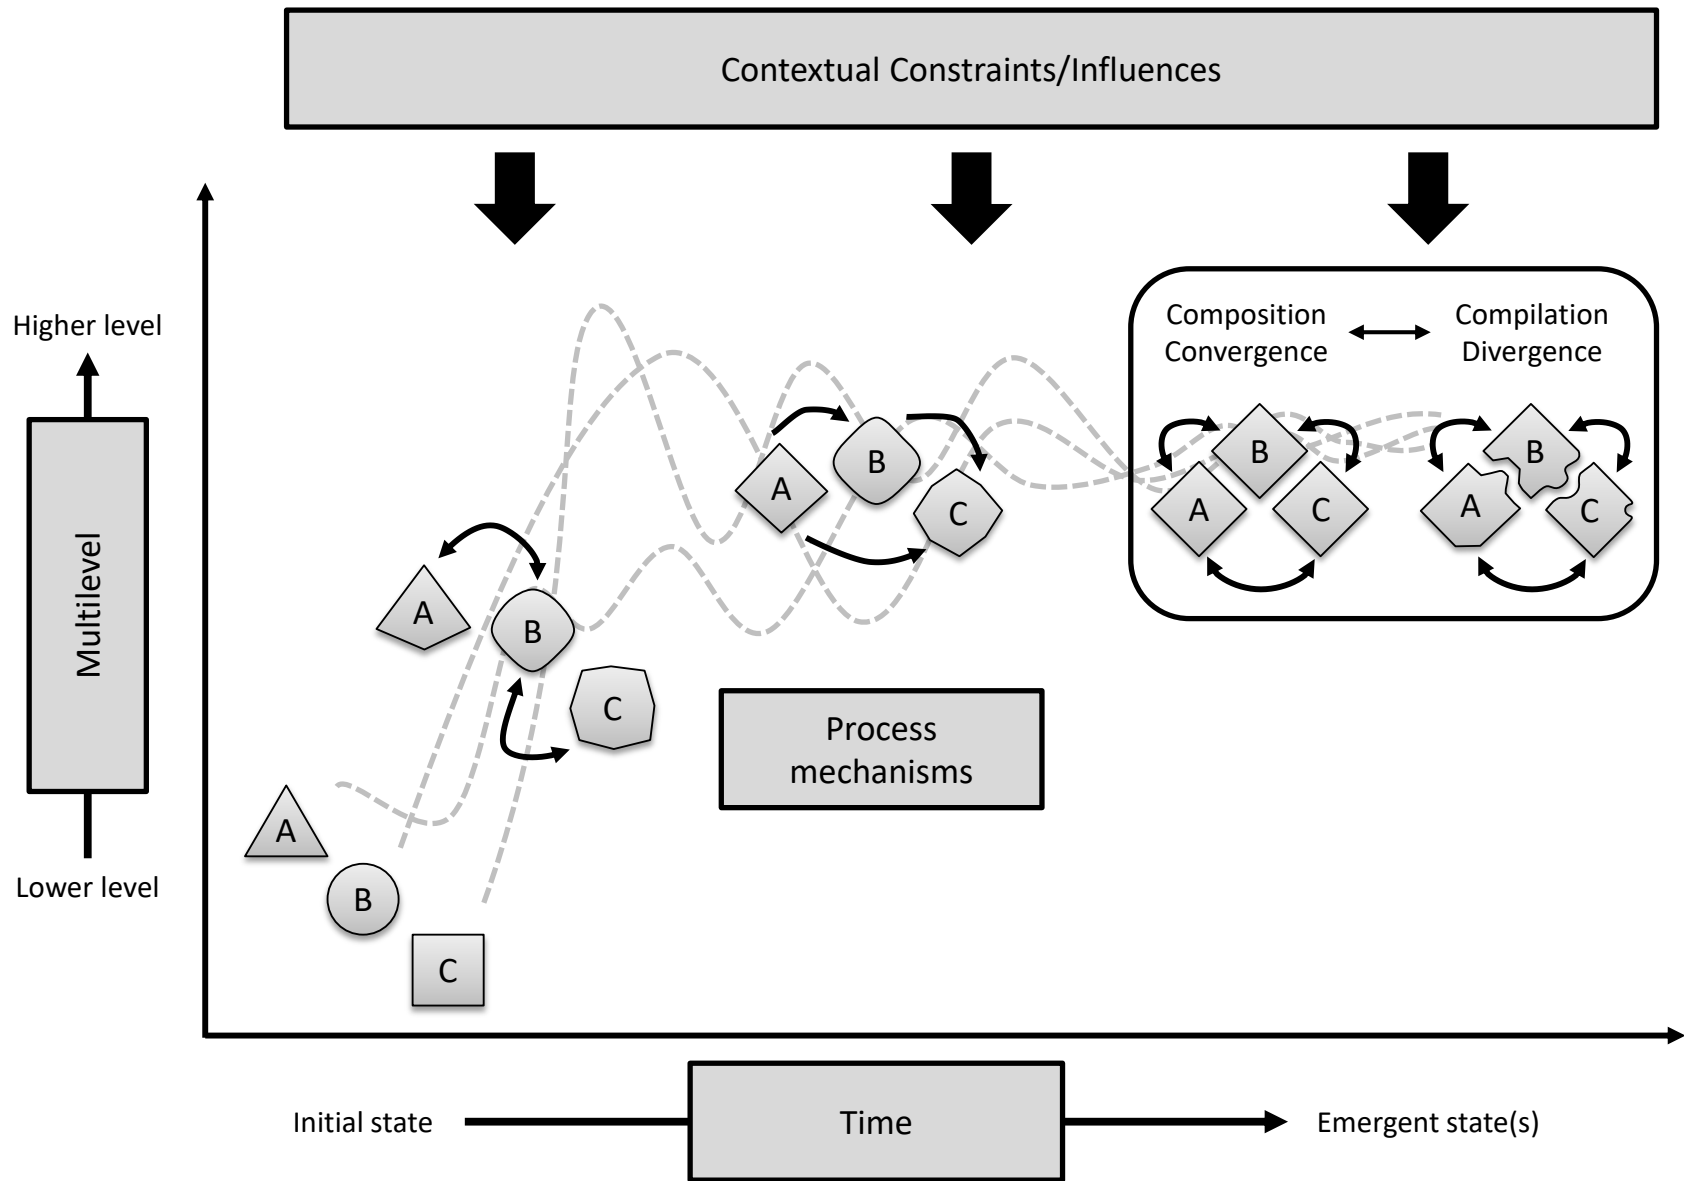 Contextual Constraints/Influences
Higher level
Multilevel
Lower level
Composition
Convergence
Compilation
Divergence
A
B
C
A
B
C
A
B
C
A
B
C
A
B
C
Process
mechanisms
Initial state
Time
Emergent state(s)